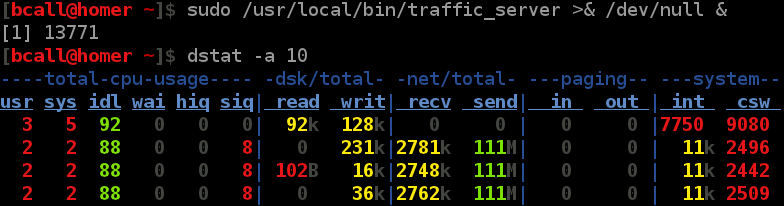 [bcall@homer ~]$ sudo /usr/local/bin/traffic_server >& /dev/null &
[1] 13771
[bcall@homer ~]$ dstat -a 10
----total-cpu-usage---- -dsk/total- -net/total- ---paging-- ---system--
usr sys idl wai hiq siq| read  writ| recv  send|  in   out | int   csw
  3   5  92   0   0   0|  92k  128k|   0     0 |   0     0 |7750  9080
  2   2  88   0   0   8|   0   231k|2781k  111M|   0     0 |  11k 2496
  2   2  88   0   0   8| 102B   16k|2748k  111M|   0     0 |  11k 2442
  2   2  88   0   0   8|   0    36k|2762k  111M|   0     0 |  11k 2509